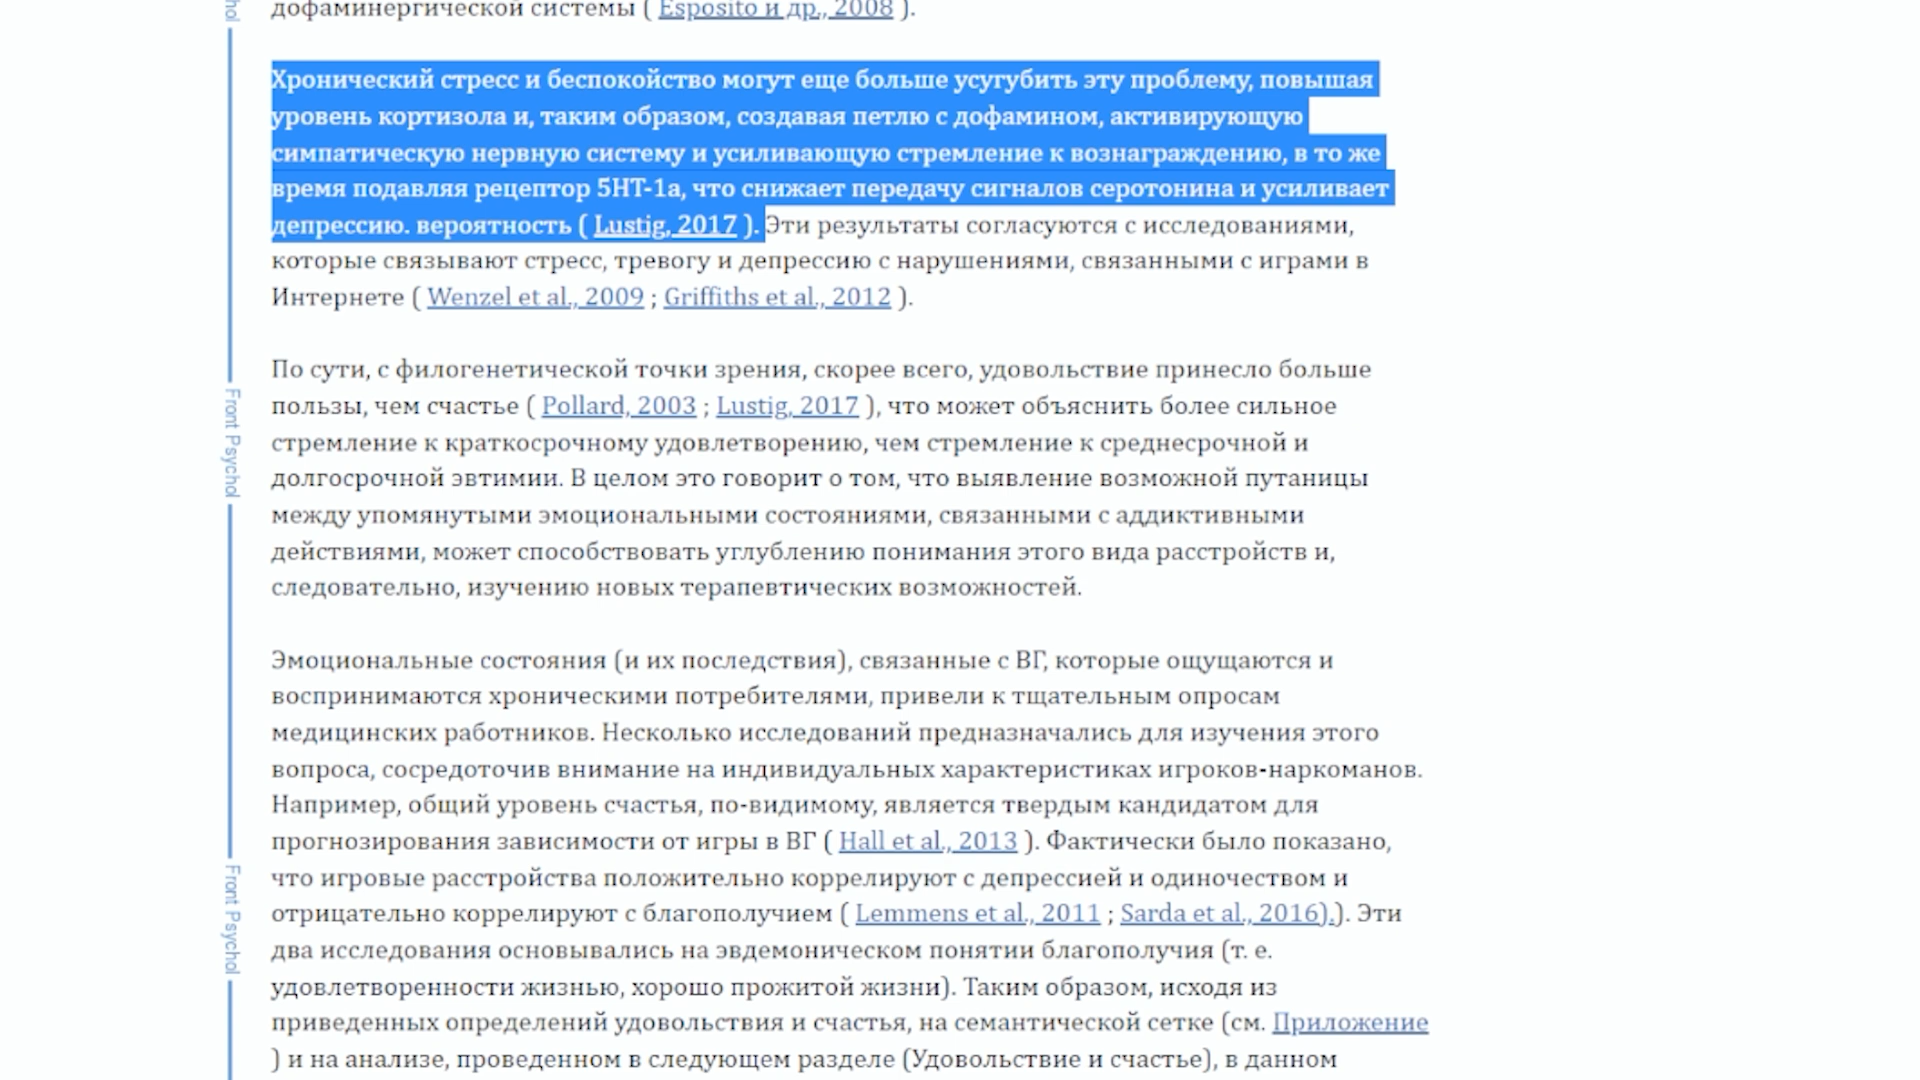 дофаминергической системы ( Esposito и др., 2008 ).
Хронический стресс и беспокойство могут еще больше усугубить эту проблему, повышая
уровень кортизола и, таким образом, создавая петлю с дофамином, активирующую
симпатическую нервную систему и усиливающую стремление к вознаграждению, в то же
время подавляя рецептор 5HT-1a, что снижает передачу сигналов серотонина и усиливает
депрессию. вероятность ( Lustig, 2017 ). Эти результаты согласуются с исследованиями,
которые связывают стресс, тревогу и депрессию с нарушениями, связанными с играми в
Интернете ( Wenzel et al., 2009 ; Griffiths et al., 2012 ).
По сути, с филогенетической точки зрения, скорее всего, удовольствие принесло больше
пользы, чем счастье ( Pollard, 2003 ; Lustig, 2017 ), что может объяснить более сильное
стремление к краткосрочному удовлетворению, чем стремление к среднесрочной и
долгосрочной эвтимии. В целом это говорит о том, что выявление возможной путаницы
между упомянутыми эмоциональными состояниями, связанными с аддиктивными
действиями, может способствовать углублению понимания этого вида расстройств и,
следовательно, изучению новых терапевтических возможностей.
Эмоциональные состояния (и их последствия), связанные с ВГ, которые ощущаются и
воспринимаются хроническими потребителями, привели к тщательным опросам
медицинских работников. Несколько исследований предназначались для изучения этого
вопроса, сосредоточив внимание на индивидуальных характеристиках игроков-наркоманов.
Например, общий уровень счастья, по-видимому, является твердым кандидатом для
прогнозирования зависимости от игры в ВГ ( Hall et al., 2013 ). Фактически было показано,
что игровые расстройства положительно коррелируют с депрессией и одиночеством и
отрицательно коррелируют с благополучием ( Lemmens et al., 2011 ; Sarda et al., 2016).). Эти
два исследования основывались на эвдемоническом понятии благополучия (т. е.
удовлетворенности жизнью, хорошо прожитой жизни). Таким образом, исходя из
приведенных определений удовольствия и счастья, на семантической сетке (см. Приложение
) и на анализе, проведенном в следующем разделе (Удовольствие и счастье), в данном
hol
Front Psychol
Front Psychol